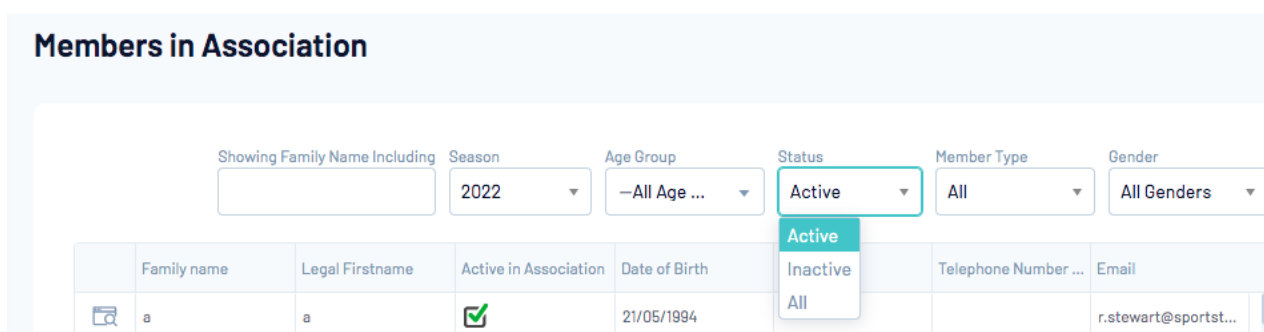 Members in Association
Showing Family Name Including Season Age Group Status Member Type Gender
2022 —All Age ... Active All All Genders
Active
Family name Legal Firstname Active in Association Date of Birth Inactive Telephone Number ... Email
All
a a 21/05/1994 r.stewart@sportst...